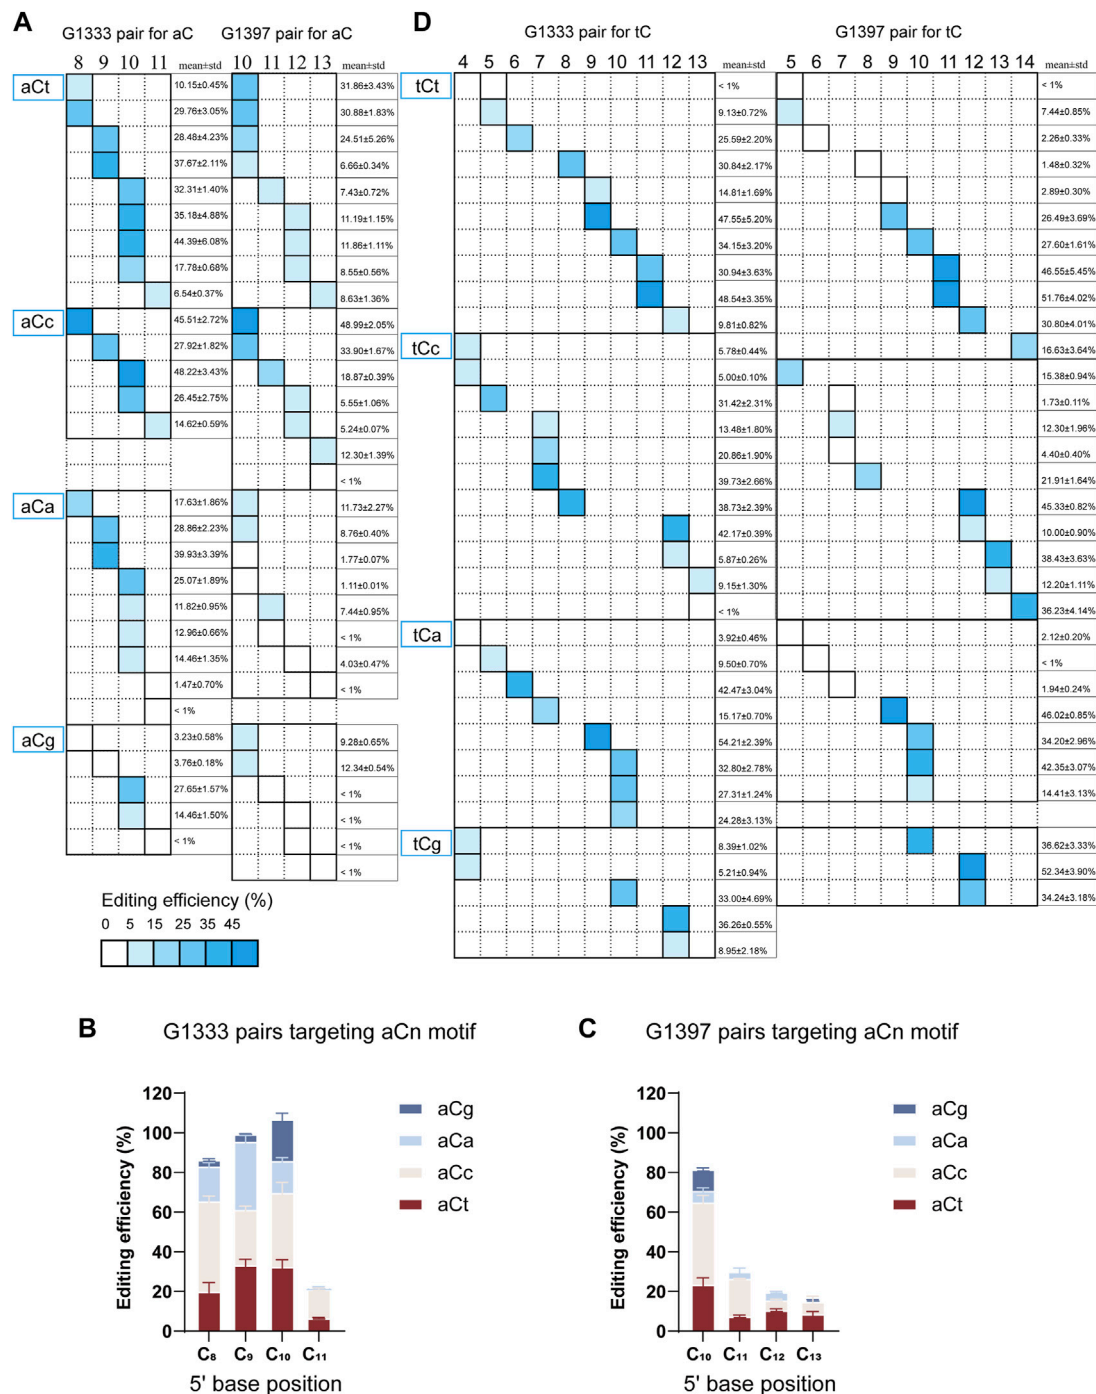 A
G1333 pair for aC
G1397 pair for aC
8 9 10 11 mean±std
10 11 12 13 mean±std
aCt
10.15±0.45% 31.86±3.43%
29.76±3.05% 30.88±1.83%
28.48±4.23% 24.51±5.26%
37.67±2.11% 6.66±0.34%
32.31±1.40% 7.43±0.72%
35.18±4.88% 11.19±1.15%
44.39±6.08% 11.86±1.11%
17.78±0.68% 8.55±0.56%
6.54±0.37% 8.63±1.36%
aCc
45.51±2.72% 48.99±2.05%
27.92±1.82% 33.90±1.67%
48.22±3.43% 18.87±0.39%
26.45±2.75% 5.55±1.06%
14.62±0.59% 5.24±0.07%
12.30±1.39%
< 1%
aCa
17.63±1.86% 11.73±2.27%
28.86±2.23% 8.76±0.40%
39.93±3.39% 1.77±0.07%
25.07±1.89% 1.11±0.01%
11.82±0.95% 7.44±0.95%
12.96±0.66% < 1%
14.46±1.35% 4.03±0.47%
1.47±0.70% < 1%
< 1%
aCg
3.23±0.58% 9.28±0.65%
3.76±0.18% 12.34±0.54%
27.65±1.57% < 1%
14.46±1.50% < 1%
< 1% < 1%
< 1%
Editing efficiency (%)
0 5 15 25 35 45
D
G1333 pair for tC
G1397 pair for tC
4 5 6 7 8 9 10 11 12 13 mean±std
5 6 7 8 9 10 11 12 13 14 mean±std
tCt
< 1% < 1%
9.13±0.72% 7.44±0.85%
25.59±2.20% 2.26±0.33%
30.84±2.17% 1.48±0.32%
14.81±1.69% 2.89±0.30%
47.55±5.20% 26.49±3.69%
34.15±3.20% 27.60±1.61%
30.94±3.63% 46.55±5.45%
48.54±3.35% 51.76±4.02%
9.81±0.82% 30.80±4.01%
tCc
5.78±0.44% 16.63±3.64%
5.00±0.10% 15.38±0.94%
31.42±2.31% 1.73±0.11%
13.48±1.80% 12.30±1.96%
20.86±1.90% 4.40±0.40%
39.73±2.66% 21.91±1.64%
38.73±2.39% 45.33±0.82%
42.17±0.39% 10.00±0.90%
5.87±0.26% 38.43±3.63%
9.15±1.30% 12.20±1.11%
< 1% 36.23±4.14%
tCa
3.92±0.46% 2.12±0.20%
9.50±0.70% < 1%
42.47±3.04% 1.94±0.24%
15.17±0.70% 46.02±0.85%
54.21±2.39% 34.20±2.96%
32.80±2.78% 42.35±3.07%
27.31±1.24% 14.41±3.13%
24.28±3.13%
tCg
8.39±1.02% 36.62±3.33%
5.21±0.94% 52.34±3.90%
33.00±4.69% 34.24±3.18%
36.26±0.55%
8.95±2.18%
B
G1333 pairs targeting aCn motif
Editing efficiency (%)
120
100
80
60
40
20
0
C8 C9 C10 C11
5' base position
aCg
aCa
aCc
aCt
C
G1397 pairs targeting aCn motif
Editing efficiency (%)
120
100
80
60
40
20
0
C10 C11 C12 C13
5' base position
aCg
aCa
aCc
aCt